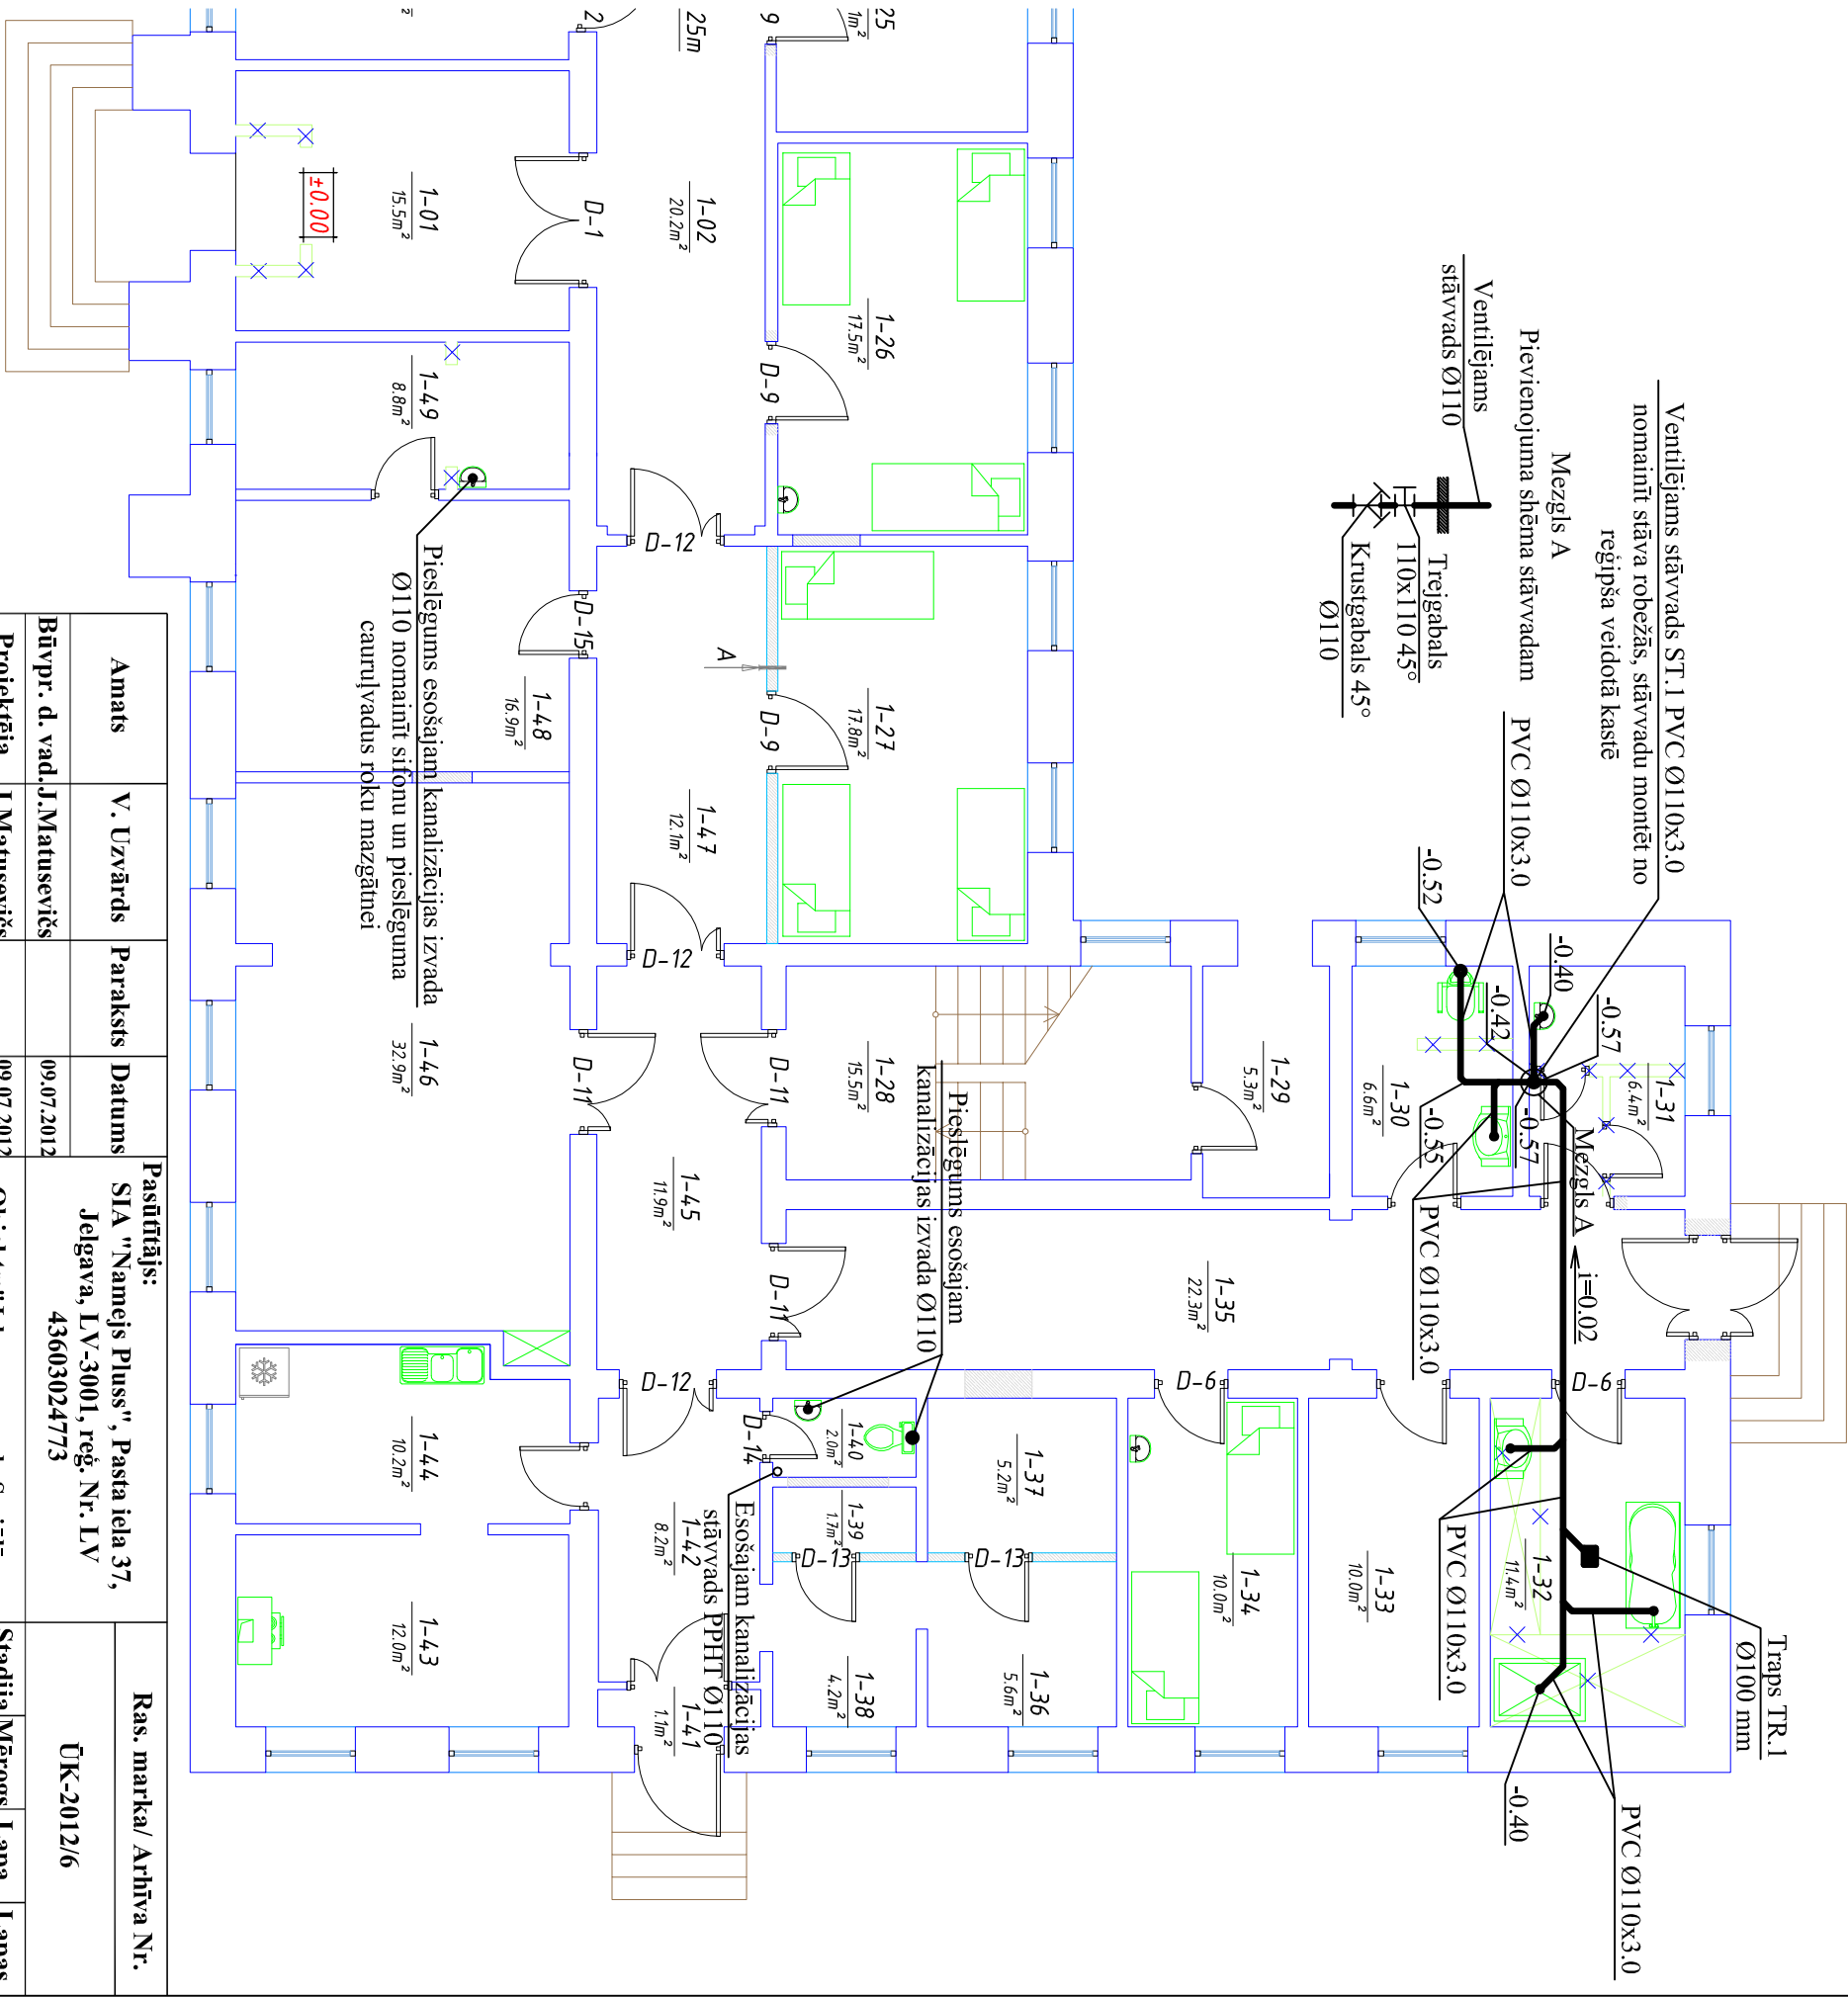 Ventilējams stāvvads ST.1 PVC Ø110x3.0
nomainīt stāva robežās, stāvvadu montēt no
reģipša veidotā kastē
Mezgls A
Pievienojuma shēma stāvvadam
Ventilējams
stāvvads Ø110
Trejgabals
110x110 45°
Krustgabals 45°
Ø110
PVC Ø110x3.0
-0.52
-0.40
-0.57
-0.42
-0.57
-0.55
Mezgls A
i=0.02
PVC Ø110x3.0
PVC Ø110x3.0
Traps TR.1
Ø100 mm
PVC Ø110x3.0
-0.40
1-31
6.4m²
1-30
6.6m²
1-29
5.3m²
1-32
11.4m²
D-6
1-33
10.0m²
1-34
10.0m²
D-6
1-35
22.3m²
25
1m²
1-26
17.5m²
1-27
17.8m²
1-28
15.5m²
Pieslēgums esošajam
kanalizācijas izvada Ø110
1-37
5.2m²
1-36
5.6m²
1-40
2.0m²
1-39
1.7m²
1-38
4.2m²
D-13
D-13
D-14
9
D-9
D-9
D-11
D-11
A
25m
1-02
20.2m²
1-47
12.1m²
1-45
11.9m²
1-42
8.2m²
1-41
1.1m²
Esošajam kanalizācijas
stāvvads PPHT Ø110
D-12
D-12
D-12
2
D-1
D-15
D-11
1-01
15.5m²
±0.00
1-49
8.8m²
1-48
16.9m²
1-46
32.9m²
1-44
10.2m²
1-43
12.0m²
Pieslēgums esošajam kanalizācijas izvada
Ø110 nomainīt sifonu un pieslēguma
cauruļvadus roku mazgātnei
Amats
V. Uzvārds
Paraksts
Datums
Būvpr. d. vad.
J.Matusevičs
09.07.2012
Projektēja
J.Matusevičs
09.07.2012
Pasūtītājs:
SIA "Namejs Pluss", Pasta iela 37,
Jelgava, LV-3001, reģ. Nr. LV
43603024773
Ras. marka/ Arhīva Nr.
ŪK-2012/6
Stadija
Mērogs
Lapa
Lapas